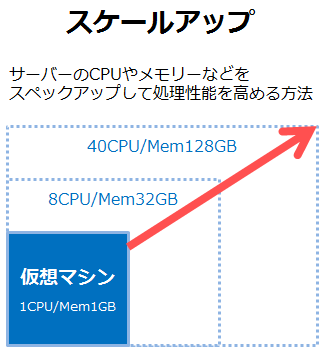 スケールアップ
サーバーのCPUやメモリーなどを
スペックアップして処理性能を高める方法
40CPU/Mem128GB
8CPU/Mem32GB
仮想マシン
1CPU/Mem1GB